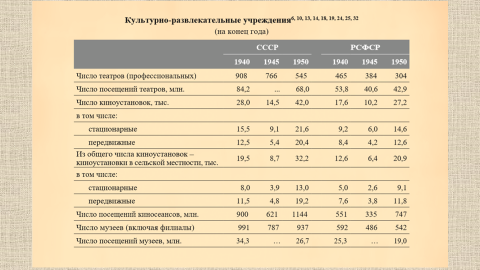 Культурно-развлекательные учреждения6, 10, 13, 14, 18, 19, 24, 25, 32
(на конец года)
СССР РСФСР
1940 1945 1950 1940 1945 1950
Число театров (профессиональных) 908 766 545 465 384 304
Число посещений театров, млн. 84,2 ... 68,0 53,8 40,6 42,9
Число киноустановок, тыс. 28,0 14,5 42,0 17,6 10,2 27,2
в том числе:
стационарные 15,5 9,1 21,6 9,2 6,0 14,6
передвижные 12,5 5,4 20,4 8,4 4,2 12,6
Из общего числа киноустановок –
киноустановки в сельской местности, тыс. 19,5 8,7 32,2 12,6 6,4 20,9
в том числе:
стационарные 8,0 3,9 13,0 5,0 2,6 9,1
передвижные 11,5 4,8 19,2 7,6 3,8 11,8
Число посещений киносеансов, млн. 900 621 1144 551 335 747
Число музеев (включая филиалы) 991 787 937 592 486 542
Число посещений музеев, млн. 34,3 ... 26,7 25,3 ... 19,0